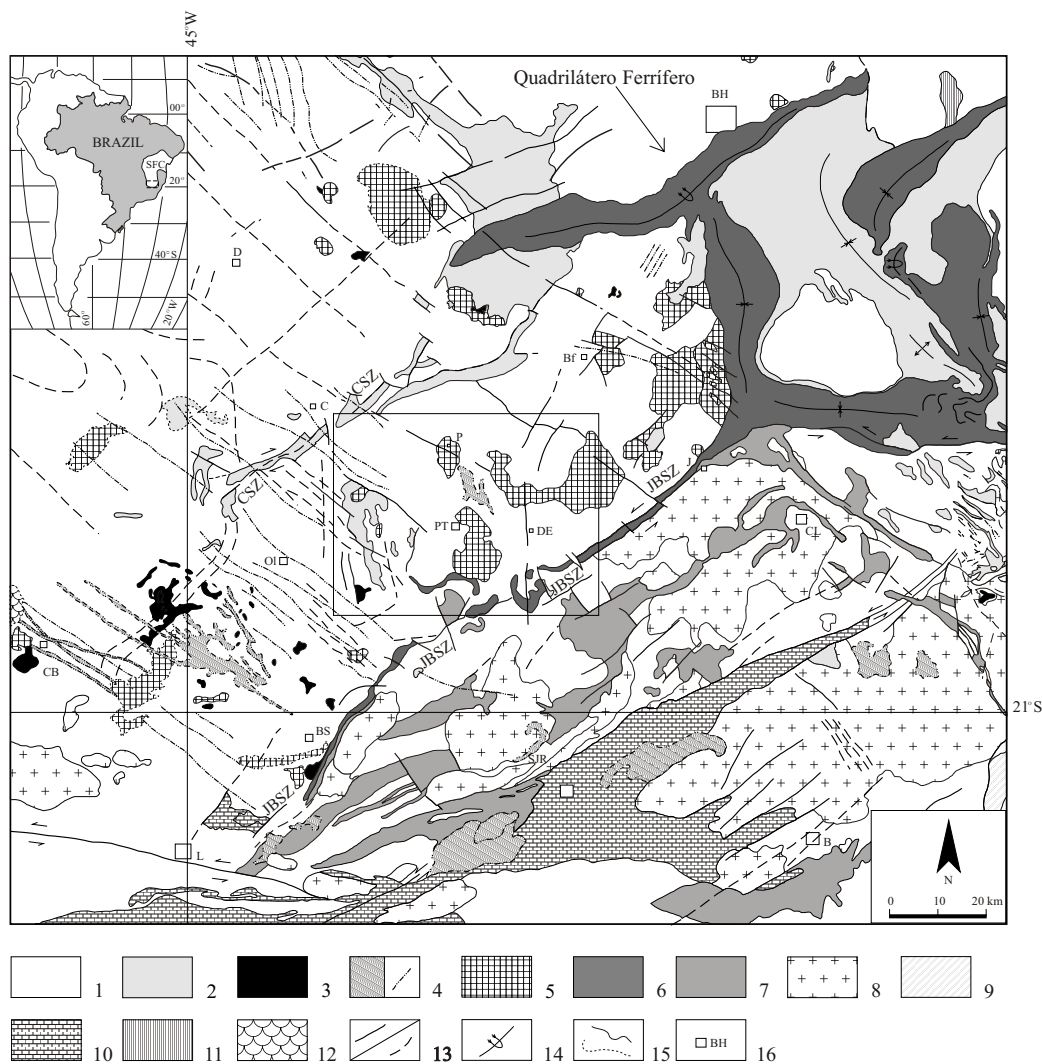 45°W
Quadrilátero Ferrífero
BH
00°
BRAZIL
SFC
20°
40°S
60°
20°W
D
Bf
CSZ
C
P
J
JBSZ
CSZ
PT
DE
CL
Ol
JBSZ
JBSZ
CB
21°S
BS
SJR
JBSZ
L
B
N
0 10 20 km
1 2 3 4 5 6 7 8 9
10 11 12 13 14 15 BH 16